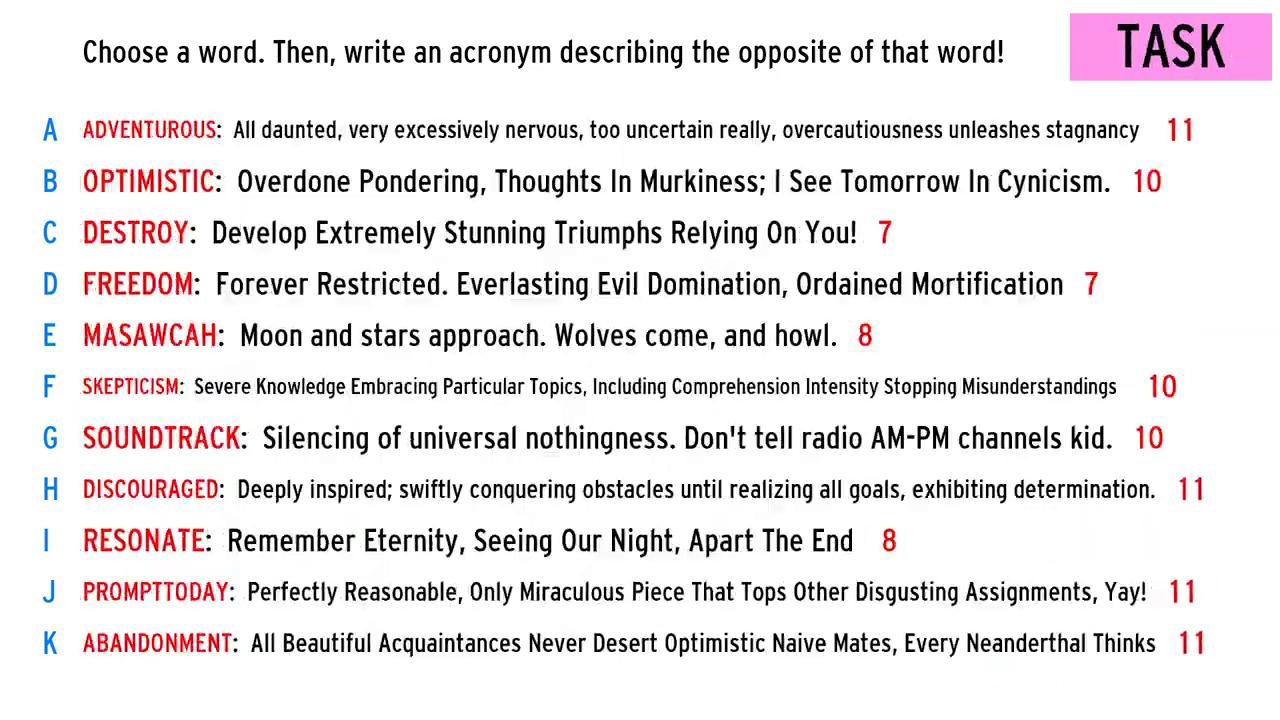 Choose a word. Then, write an acronym describing the opposite of that word!
TASK
A ADVENTUROUS: All daunted, very excessively nervous, too uncertain really, overcautiousness unleashes stagnancy 11
B OPTIMISTIC: Overdone Pondering, Thoughts In Murkiness; I See Tomorrow In Cynicism. 10
C DESTROY: Develop Extremely Stunning Triumphs Relying On You! 7
D FREEDOM: Forever Restricted. Everlasting Evil Domination, Ordained Mortification 7
E MASAWCAH: Moon and stars approach. Wolves come, and howl. 8
F SKEPTICISM: Severe Knowledge Embracing Particular Topics, Including Comprehension Intensity Stopping Misunderstandings 10
G SOUNDTRACK: Silencing of universal nothingness. Don't tell radio AM-PM channels kid. 10
H DISCOURAGED: Deeply inspired; swiftly conquering obstacles until realizing all goals, exhibiting determination. 11
I RESONATE: Remember Eternity, Seeing Our Night, Apart The End 8
J PROMPTTODAY: Perfectly Reasonable, Only Miraculous Piece That Tops Other Disgusting Assignments, Yay! 11
K ABANDONMENT: All Beautiful Acquaintances Never Desert Optimistic Naive Mates, Every Neanderthal Thinks 11